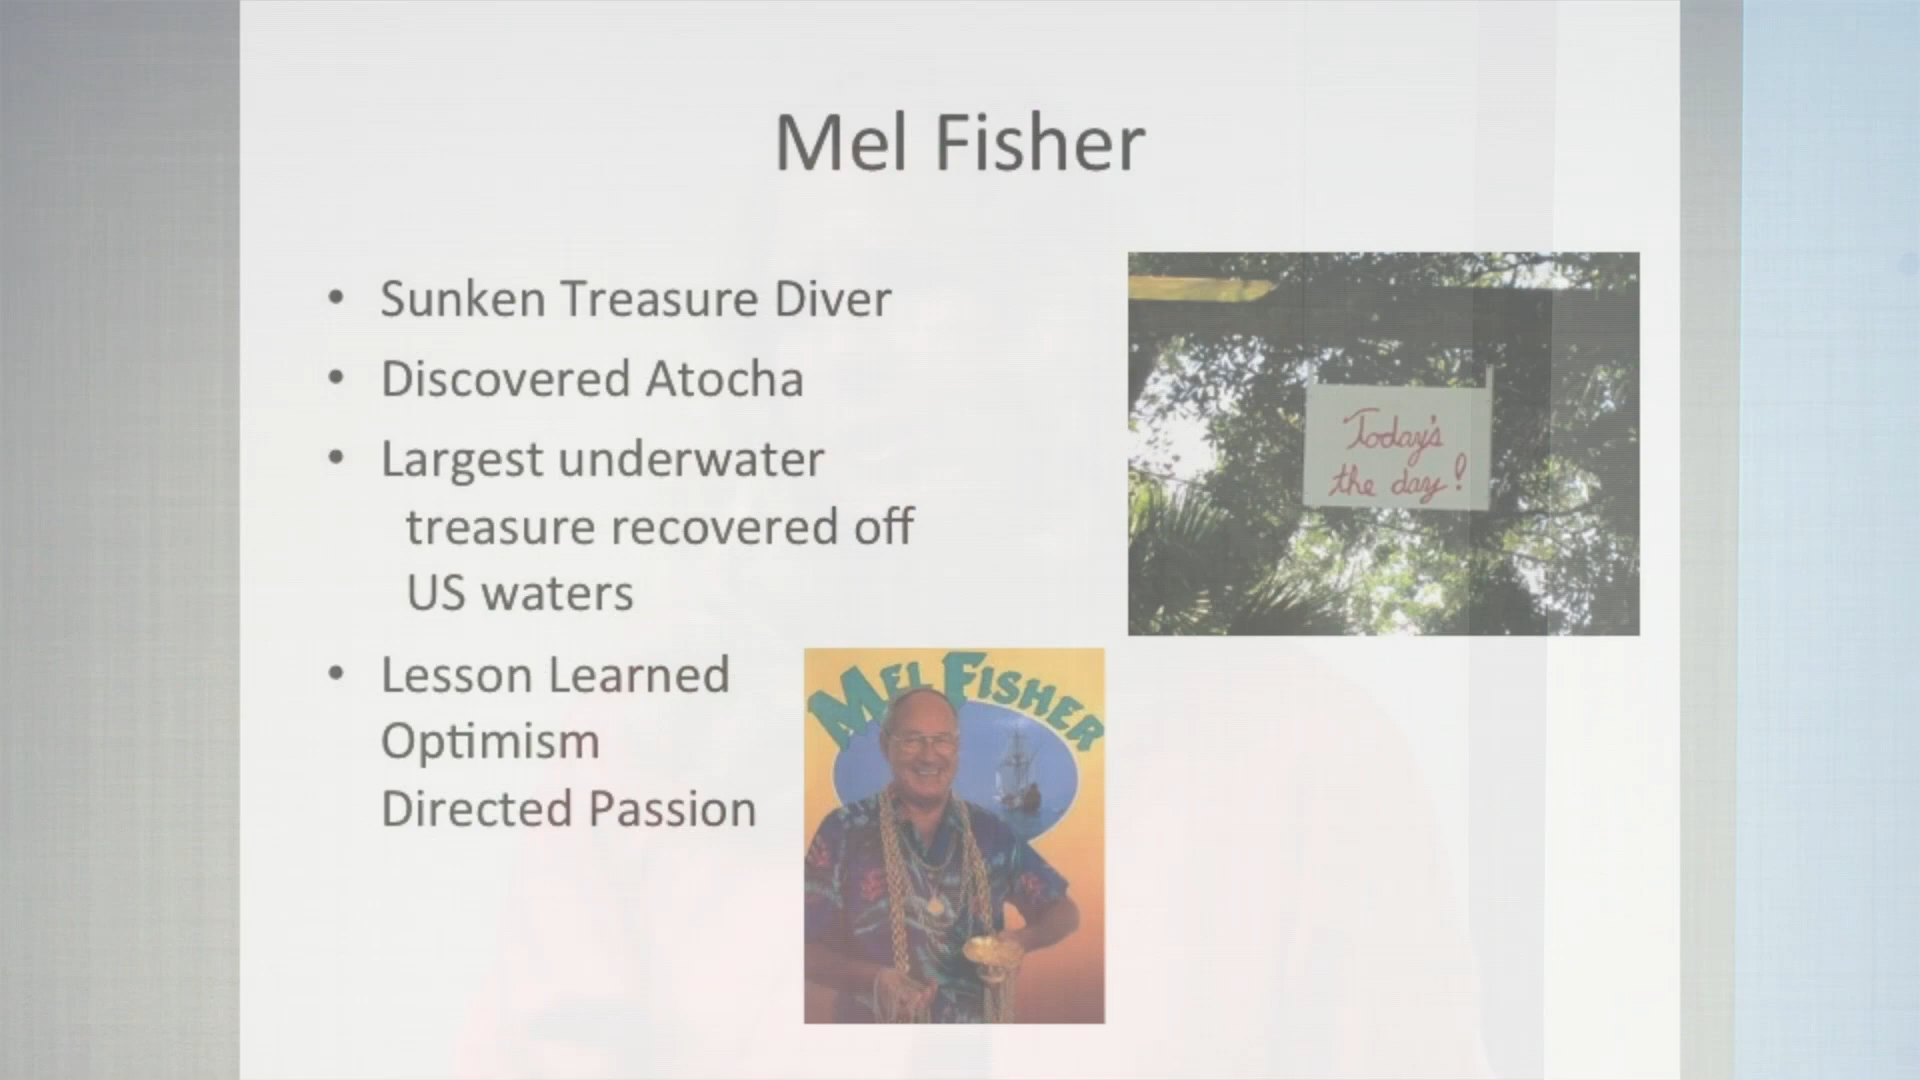 Mel Fisher
• Sunken Treasure Diver
• Discovered Atocha
• Largest underwater
treasure recovered off
US waters
• Lesson Learned
Optimism
Directed Passion
Today's
the day!
MEL FISHER